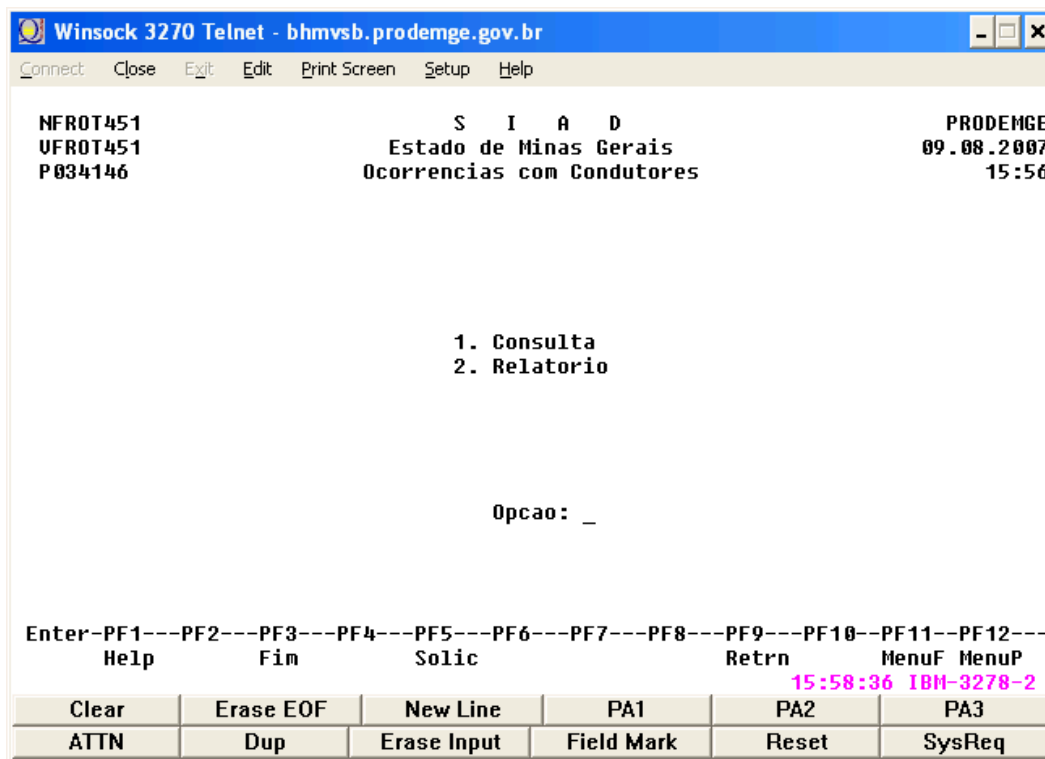 Winsock 3270 Telnet - bhmvsb.prodemge.gov.br
Connect Close Exit Edit Print Screen Setup Help
NFROT451 S I A D PRODEMGE
VFROT451 Estado de Minas Gerais 09.08.2007
P034146 Ocorrencias com Condutores 15:56
1. Consulta
2. Relatorio
Opcao: _
Enter-PF1---PF2---PF3---PF4---PF5---PF6---PF7---PF8---PF9---PF10--PF11--PF12---
Help Fim Solic Retrn MenuF MenuP
15:58:36 IBM-3278-2
Clear Erase EOF New Line PA1 PA2 PA3
ATTN Dup Erase Input Field Mark Reset SysReq